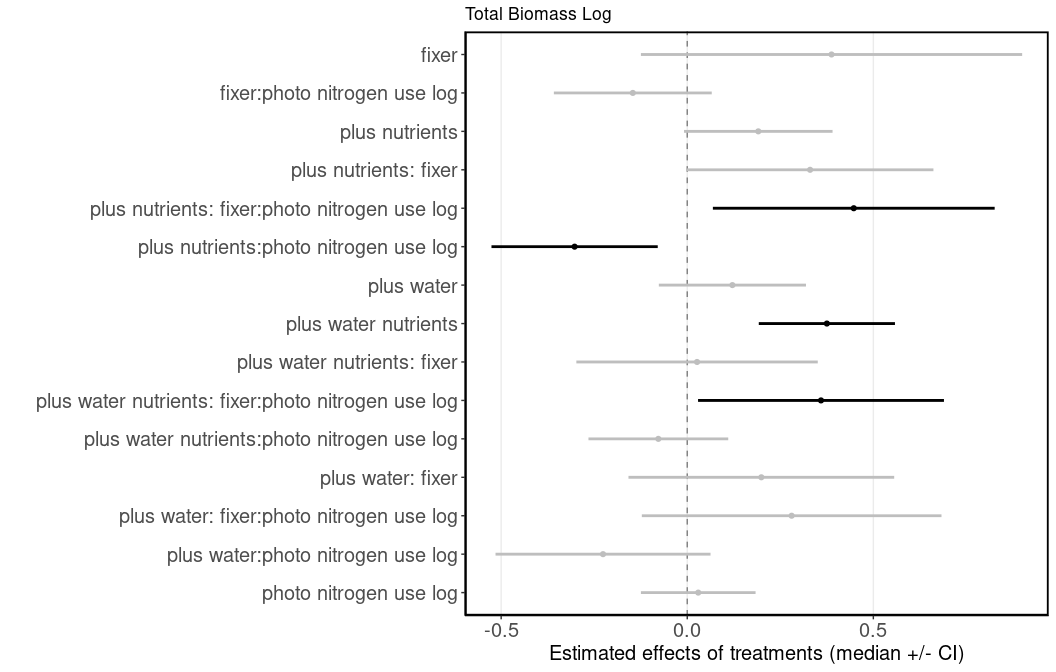 Total Biomass Log
fixer
fixer:photo nitrogen use log
plus nutrients
plus nutrients: fixer
plus nutrients: fixer:photo nitrogen use log
plus nutrients:photo nitrogen use log
plus water
plus water nutrients
plus water nutrients: fixer
plus water nutrients: fixer:photo nitrogen use log
plus water nutrients:photo nitrogen use log
plus water: fixer
plus water: fixer:photo nitrogen use log
plus water:photo nitrogen use log
photo nitrogen use log
-0.5 0.0 0.5
Estimated effects of treatments (median +/- CI)